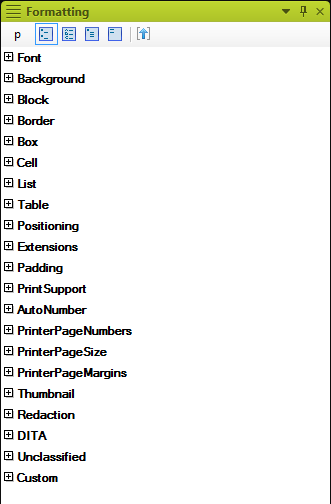 Formatting
p
Font
Background
Block
Border
Box
Cell
List
Table
Positioning
Extensions
Padding
PrintSupport
AutoNumber
PrinterPageNumbers
PrinterPageSize
PrinterPageMargins
Thumbnail
Redaction
DITA
Unclassified
Custom